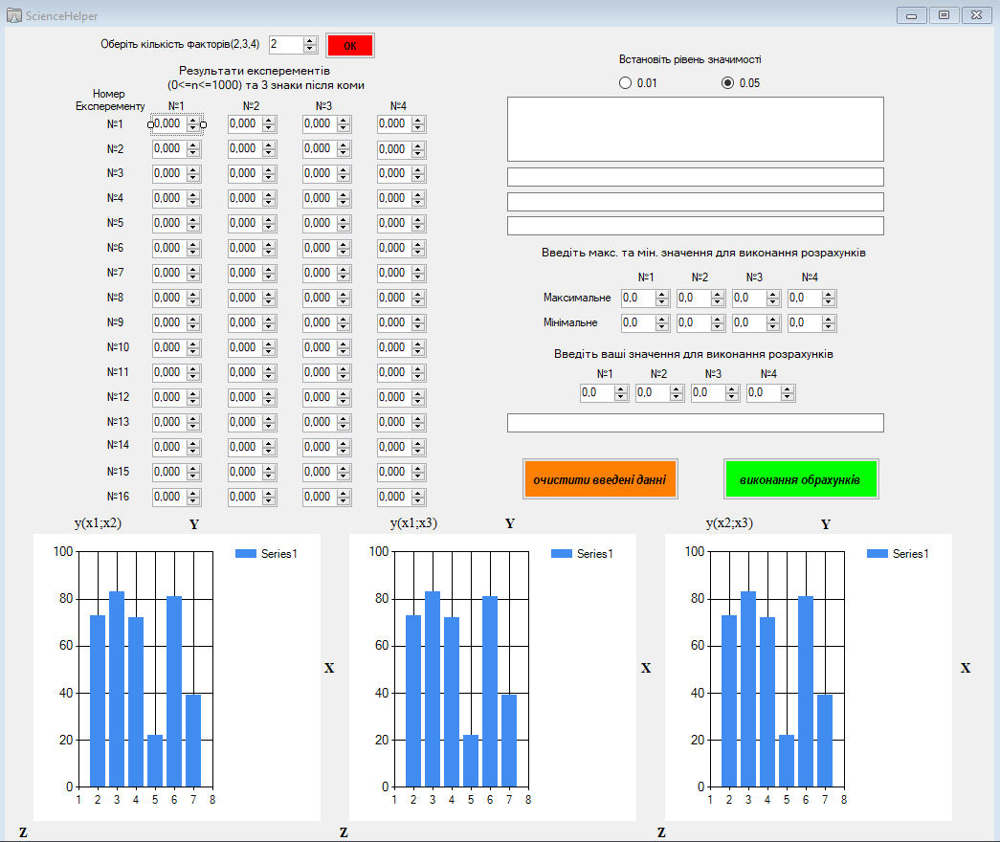 ScienceHelper
Оберіть кількість факторів(2,3,4) 2 ок
Результати експерементів
(0<=n<=1000) та 3 знаки після коми
Номер
Експеременту №1 №2 №3 №4
№1 0,000 0,000 0,000 0,000
№2 0,000 0,000 0,000 0,000
№3 0,000 0,000 0,000 0,000
№4 0,000 0,000 0,000 0,000
№5 0,000 0,000 0,000 0,000
№6 0,000 0,000 0,000 0,000
№7 0,000 0,000 0,000 0,000
№8 0,000 0,000 0,000 0,000
№9 0,000 0,000 0,000 0,000
№10 0,000 0,000 0,000 0,000
№11 0,000 0,000 0,000 0,000
№12 0,000 0,000 0,000 0,000
№13 0,000 0,000 0,000 0,000
№14 0,000 0,000 0,000 0,000
№15 0,000 0,000 0,000 0,000
№16 0,000 0,000 0,000 0,000
Встановіть рівень значимості
0.01 0.05
Введіть макс. та мін. значення для виконання розрахунків
№1 №2 №3 №4
Максимальне 0,0 0,0 0,0 0,0
Мінімальне 0,0 0,0 0,0 0,0
Введіть ваші значення для виконання розрахунків
№1 №2 №3 №4
0,0 0,0 0,0 0,0
очистити введені данні виконання обрахунків
y(x1;x2) Y
100 Series1
80
60
X
40
20
0
1 2 3 4 5 6 7 8
Z
y(x1;x3) Y
100 Series1
80
60
X
40
20
0
1 2 3 4 5 6 7 8
Z
y(x2;x3) Y
100 Series1
80
60
X
40
20
0
1 2 3 4 5 6 7 8
Z